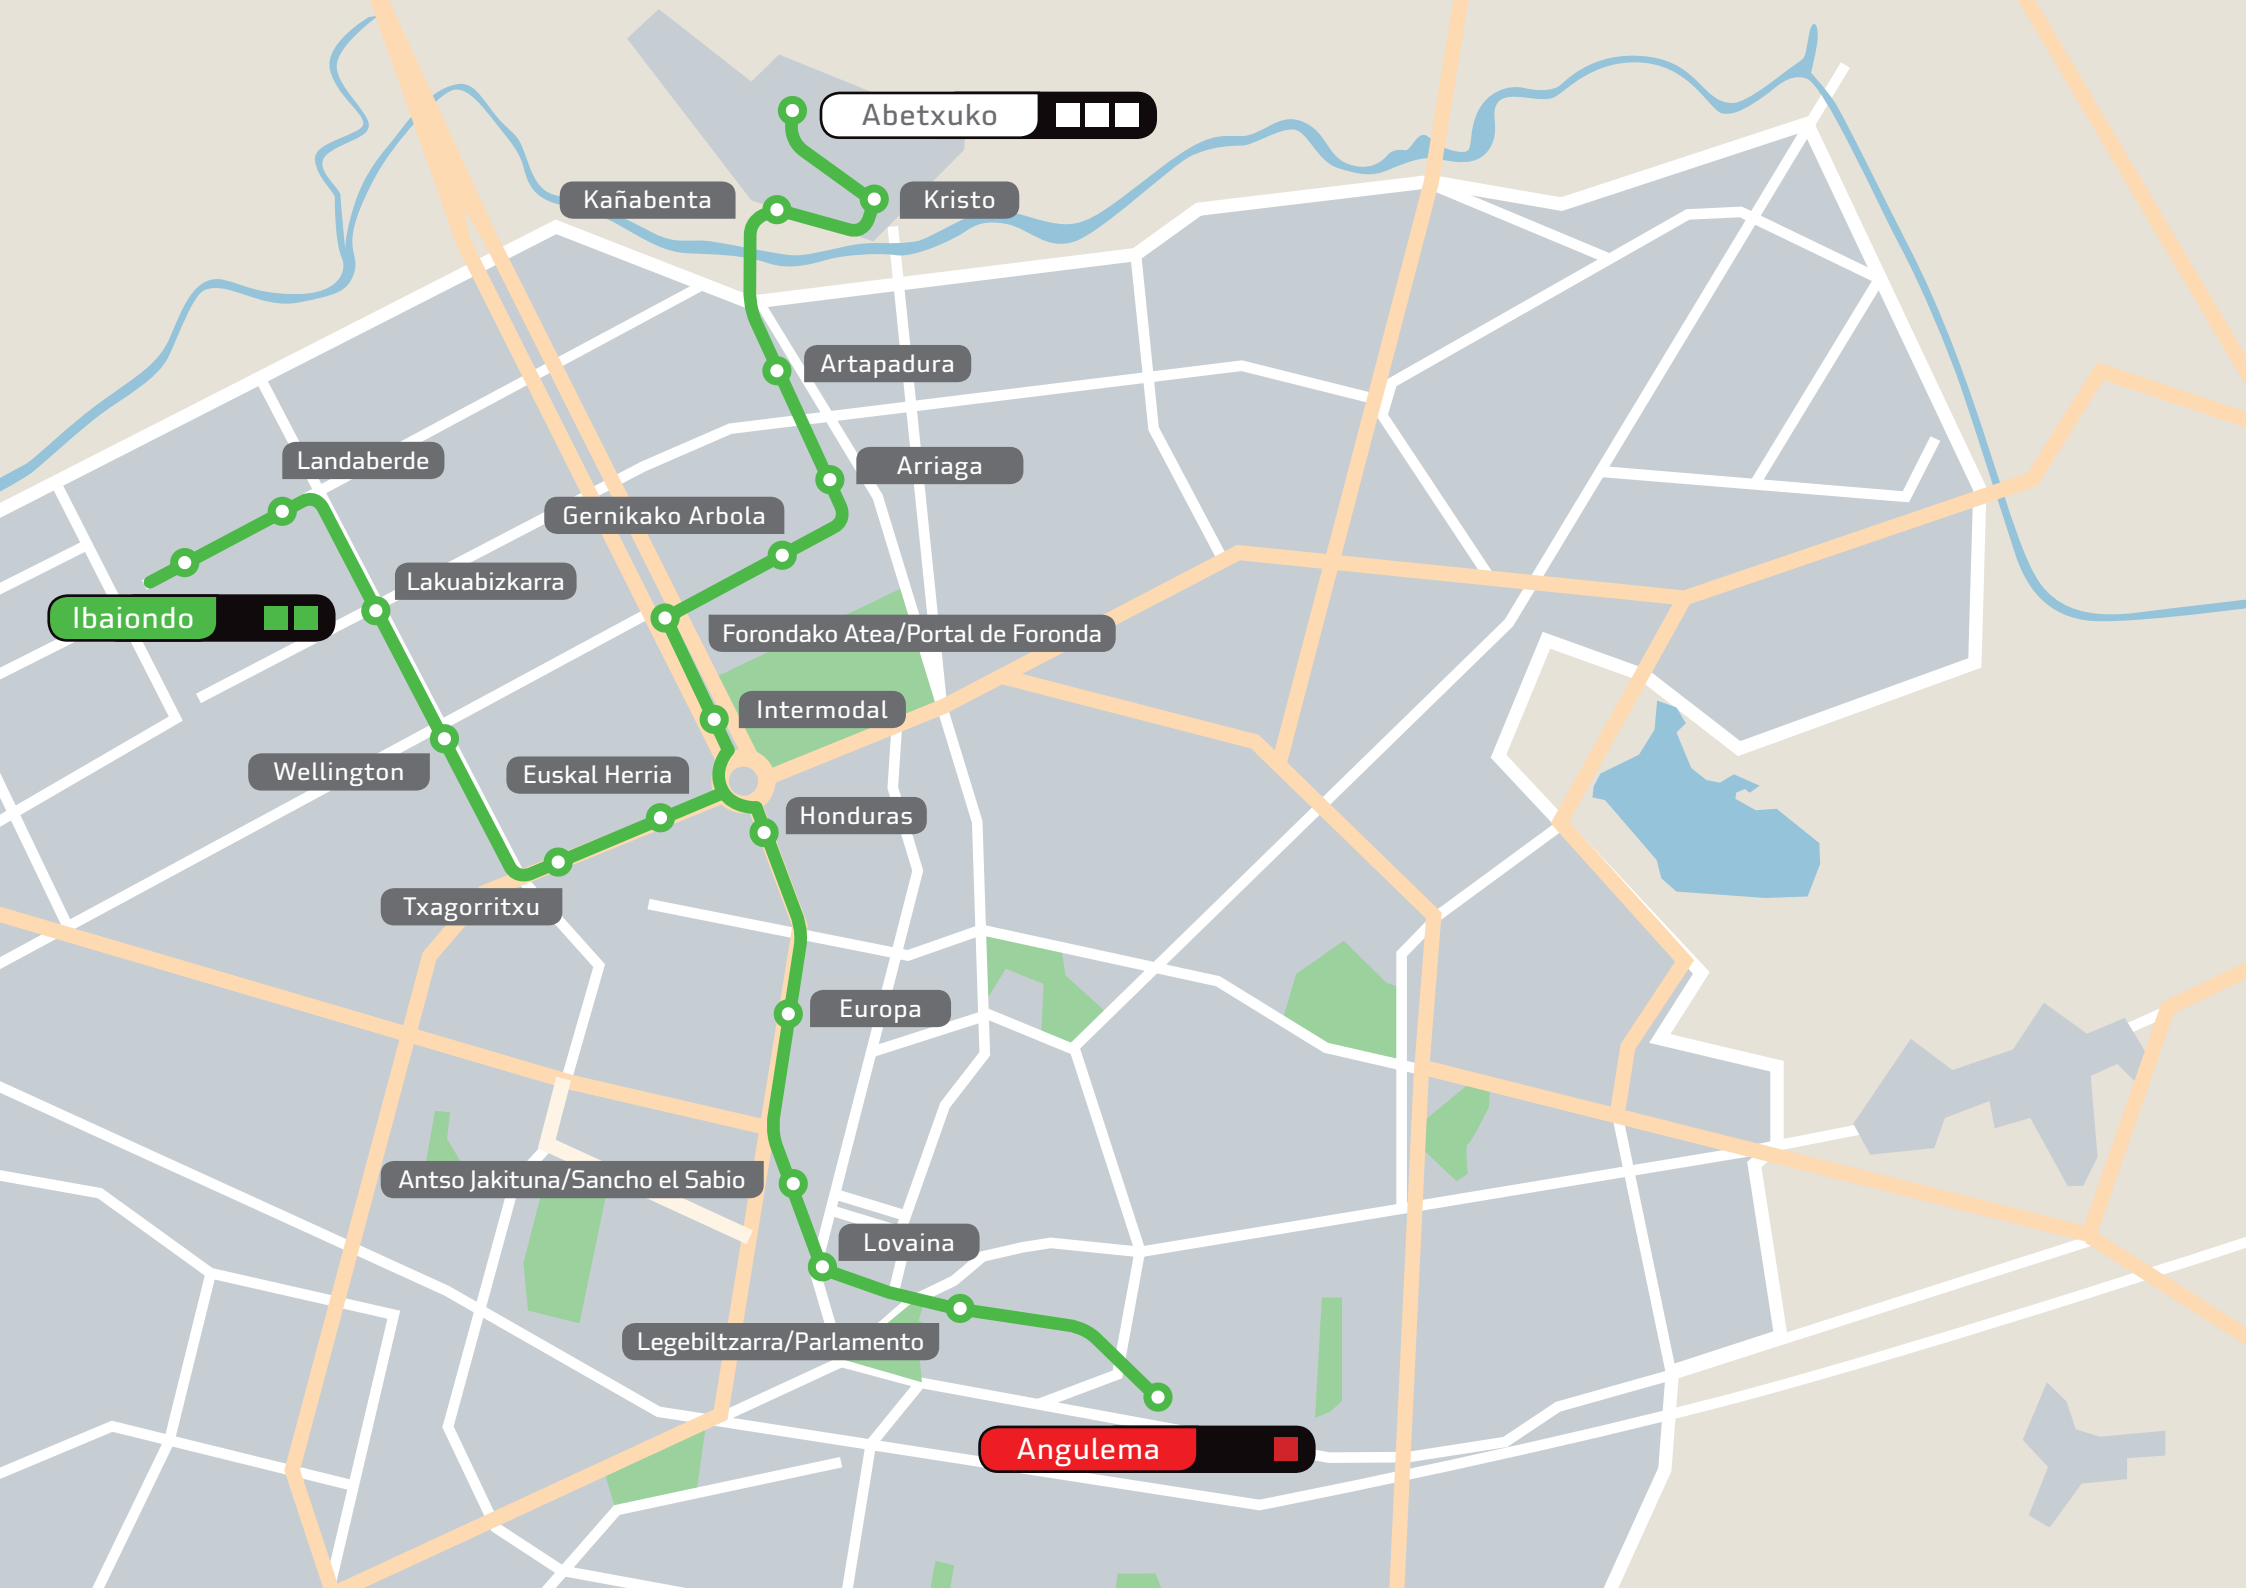 Abetxuko
Kañabenta
Kristo
Artapadura
Landaberde
Arriaga
Gernikako Arbola
Lakuabizkarra
Ibaiondo
Forondako Atea/Portal de Foronda
Intermodal
Wellington
Euskal Herria
Honduras
Txagorritxu
Europa
Antso Jakituna/Sancho el Sabio
Lovaina
Legebiltzarra/Parlamento
Angulema